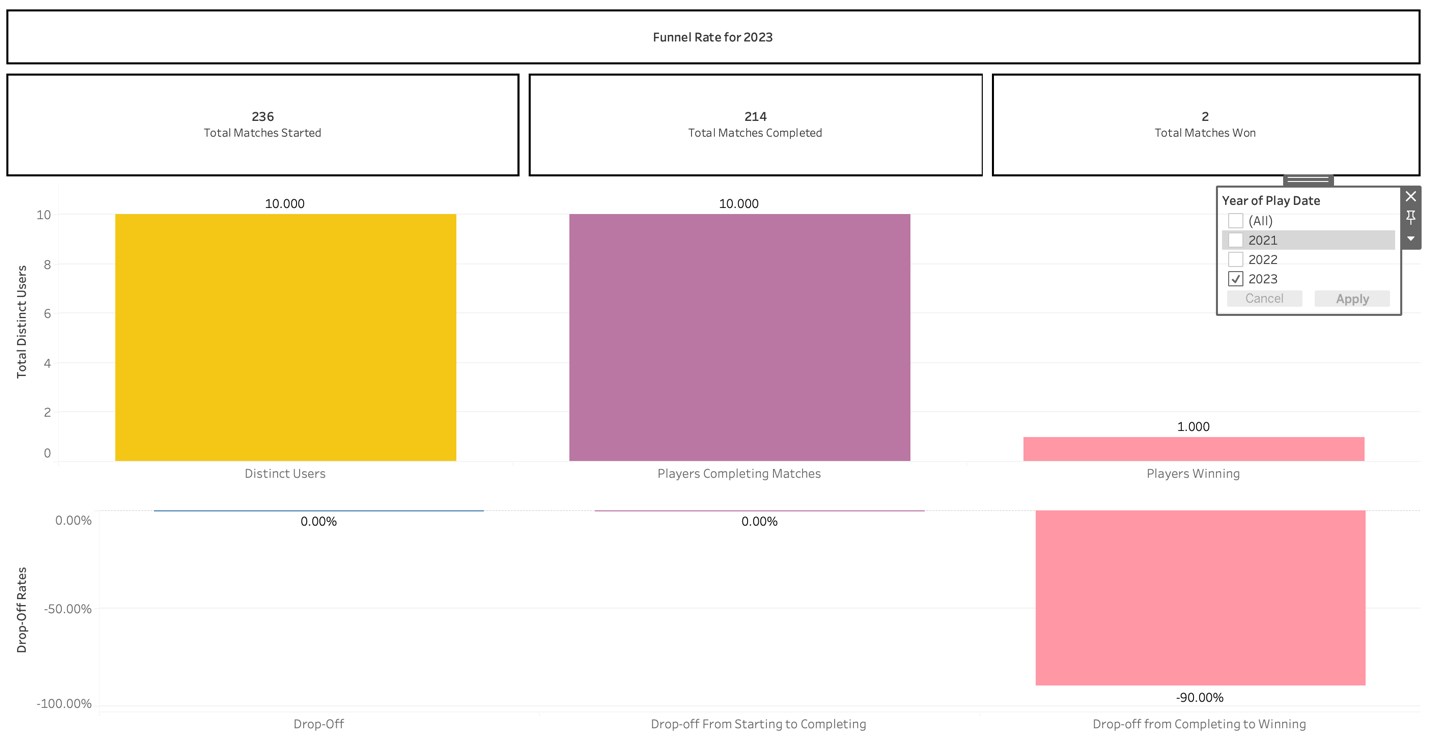 Funnel Rate for 2023
236
Total Matches Started
214
Total Matches Completed
2
Total Matches Won
Year of Play Date
(All)
2021
2022
2023
Cancel Apply
Total Distinct Users
10
8
6
4
2
0
10.000
10.000
1.000
Distinct Users
Players Completing Matches
Players Winning
Drop-Off Rates
0.00%
-50.00%
-100.00%
0.00%
0.00%
-90.00%
Drop-Off
Drop-off From Starting to Completing
Drop-off from Completing to Winning